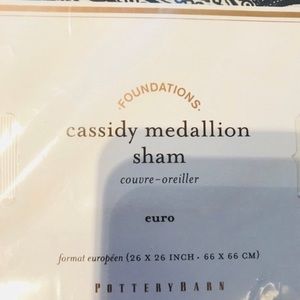 ·FOUNDATIONS·
cassidy medallion
sham
couvre-oreiller
euro
format européen (26 X 26 INCH · 66 X 66 CM)
POTTERYBARN